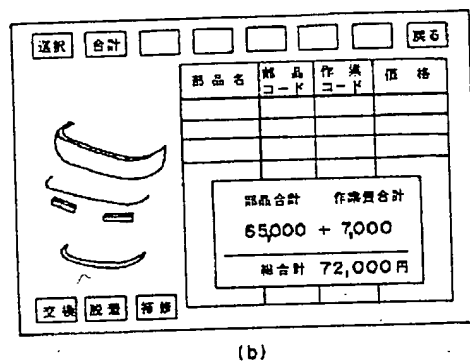 選択 合計 戻る
部品名 部品コード 作業コード 価格
部品合計 作業費合計
65,000 + 7,000
総合計 72,000円
交換 脱着 補修
(b)